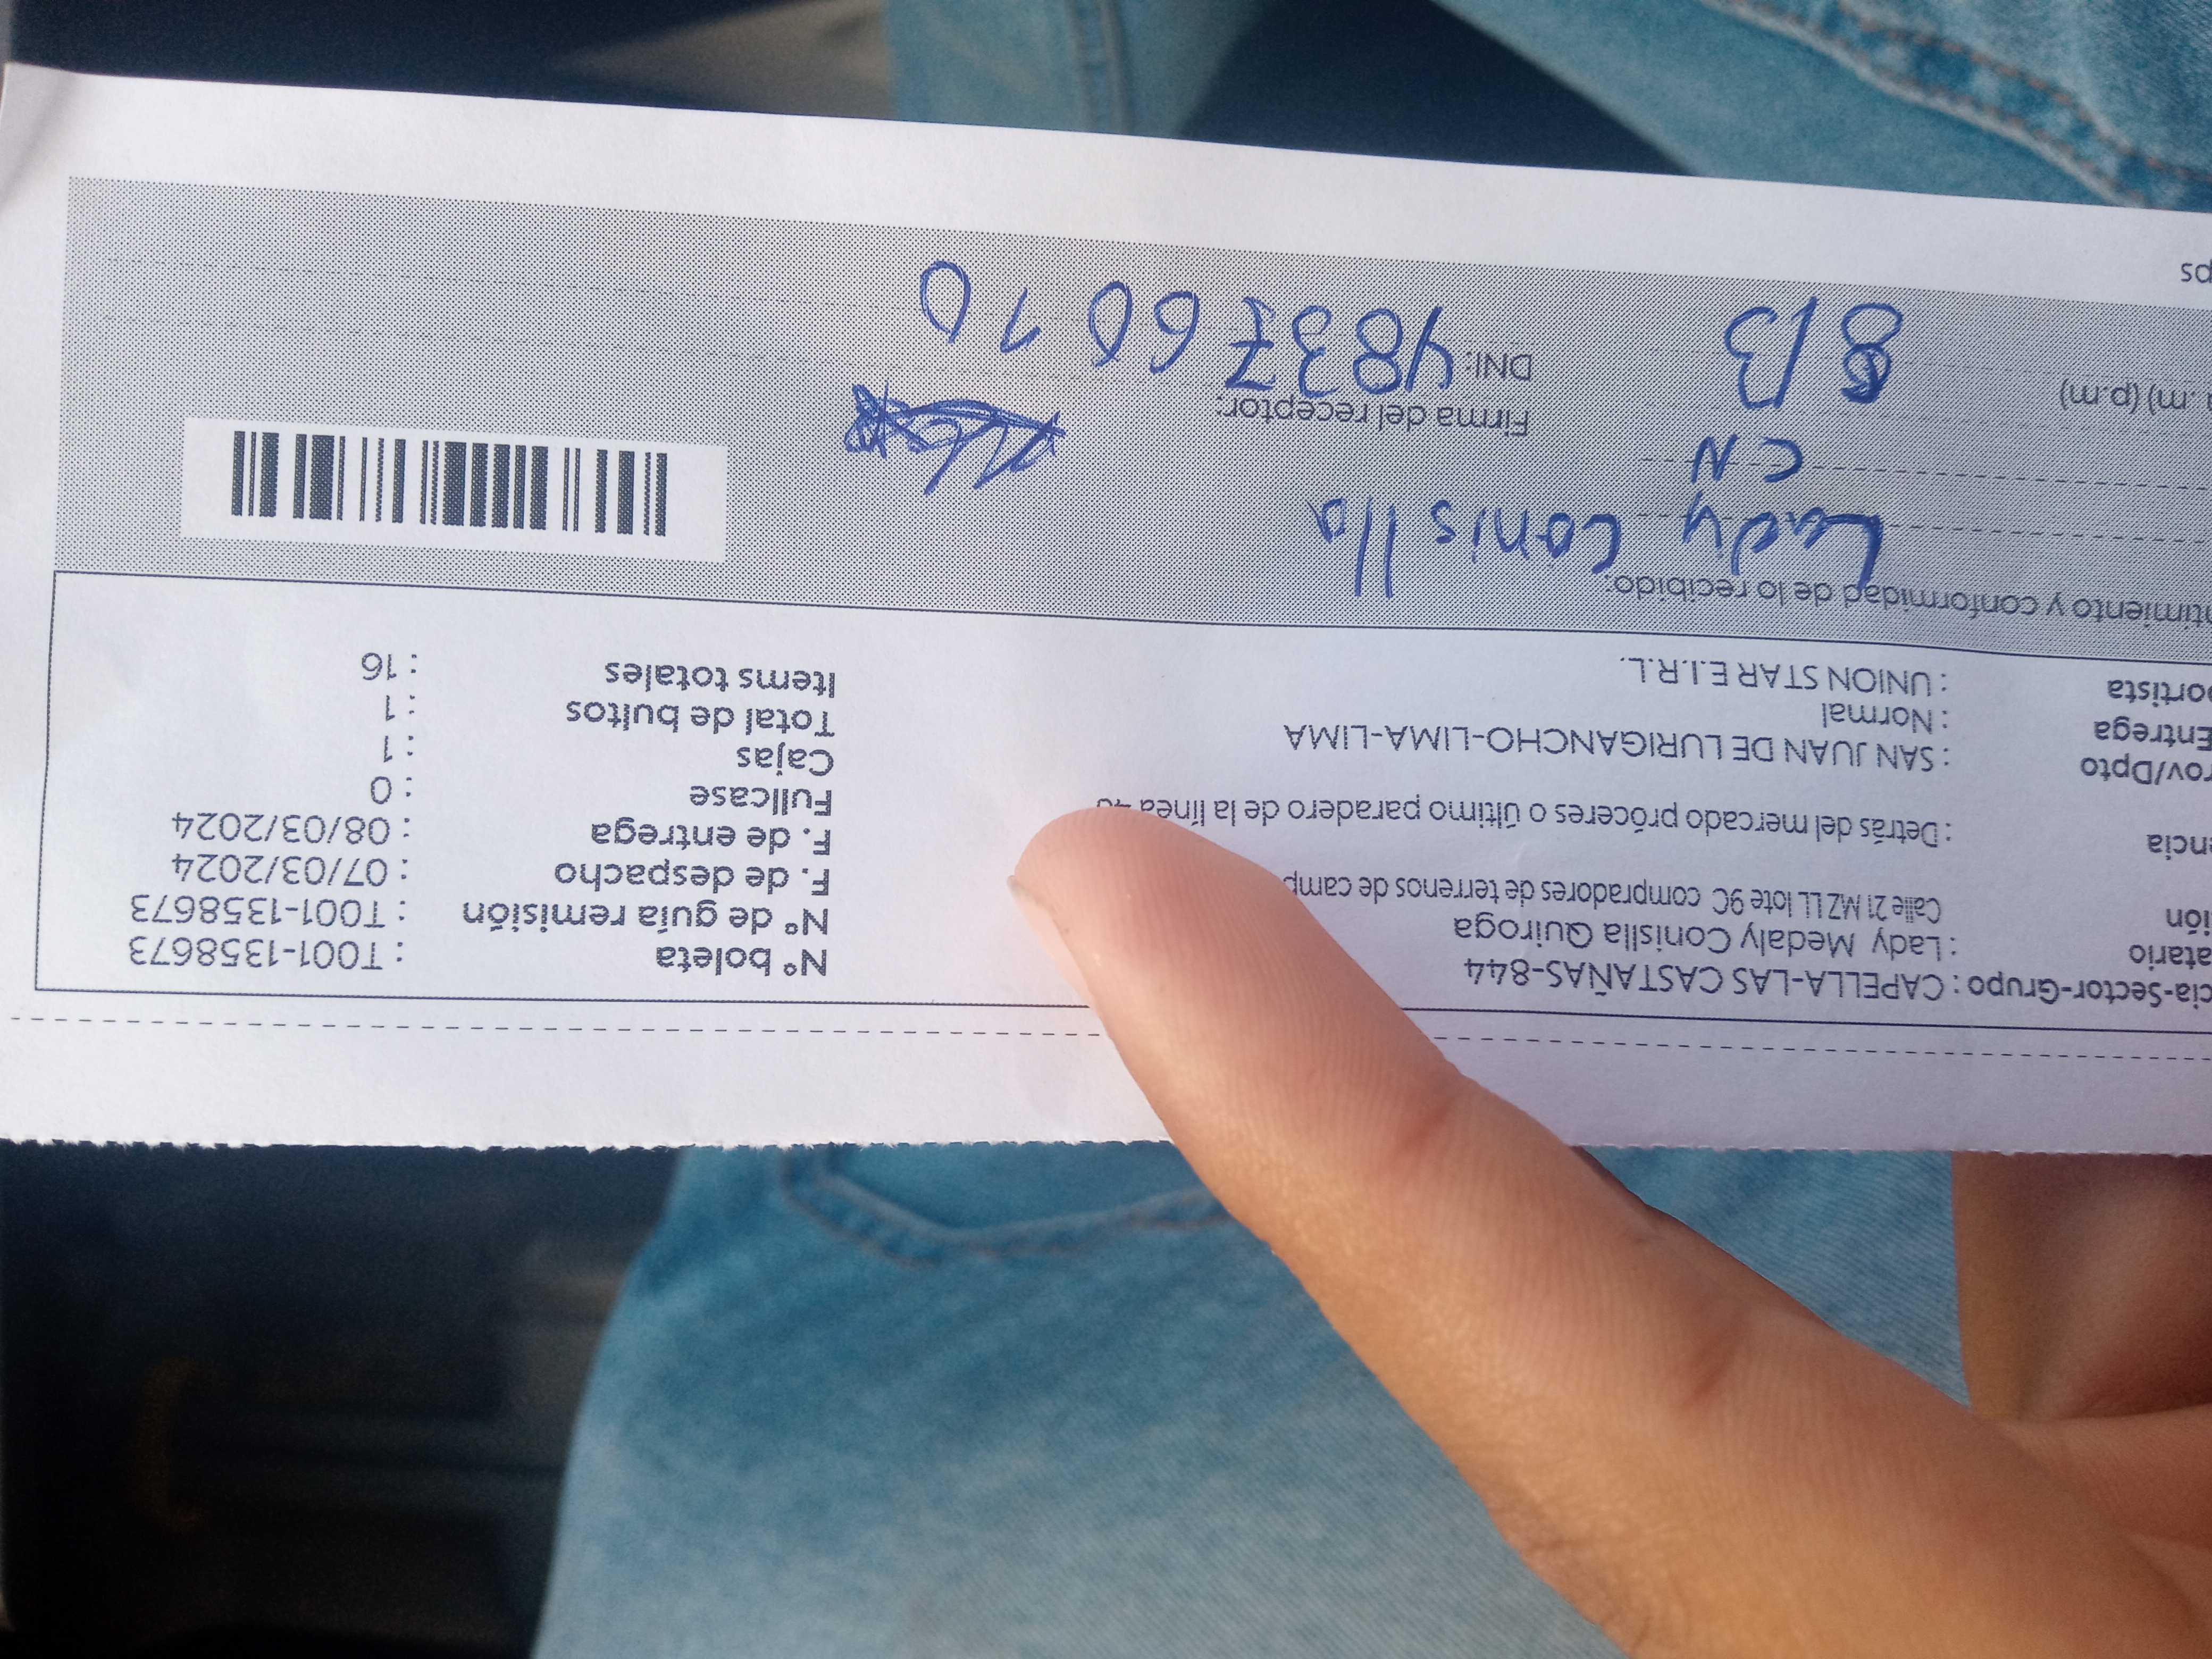 cia-Sector-Grupo : CAPELLA-LAS CASTAÑAS-844
atario : Lady Medaly Conislla Quiroga
ión Calle 21 MZ LL lote 9C compradores de terrenos de camp
ncia : Detrás del mercado próceres o último paradero de la línea
rov/Dpto : SAN JUAN DE LURIGANCHO-LIMA-LIMA
Entrega : Normal
portista : UNION STAR E.I.R.L.
N° boleta : T001-1358673
N° de guía remisión : T001-1358673
F. de despacho : 07/03/2024
F. de entrega : 08/03/2024
Fullcase : 0
Cajas : 1
Total de bultos : 1
Items totales : 16
ntimiento y conformidad de lo recibido:
Lady Conislla
CN
Firma del receptor:
.m) (p.m) 8/3
DNI: 48376010
ps